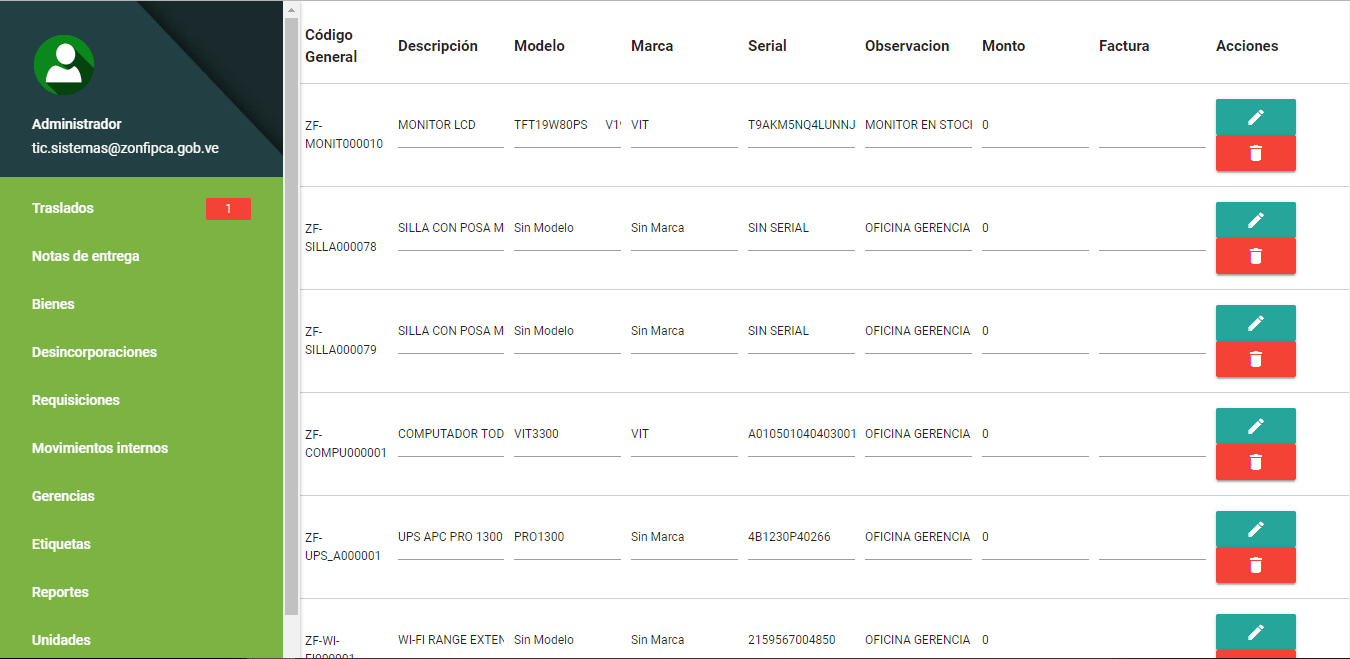 Administrador
tic.sistemas@zonfipca.gob.ve
Traslados 1
Notas de entrega
Bienes
Desincorporaciones
Requisiciones
Movimientos internos
Gerencias
Etiquetas
Reportes
Unidades
Código General Descripción Modelo Marca Serial Observacion Monto Factura Acciones
ZF-MONIT000010 MONITOR LCD TFT19W80PS V19 VIT T9AKM5NQ4LUNNJ MONITOR EN STOC 0
ZF-SILLA000078 SILLA CON POSA M Sin Modelo Sin Marca SIN SERIAL OFICINA GERENCIA 0
ZF-SILLA000079 SILLA CON POSA M Sin Modelo Sin Marca SIN SERIAL OFICINA GERENCIA 0
ZF-COMPU000001 COMPUTADOR TOD VIT3300 VIT A010501040403001 OFICINA GERENCIA 0
ZF-UPS_A000001 UPS APC PRO 1300 PRO1300 Sin Marca 4B1230P40266 OFICINA GERENCIA 0
ZF-WI-FI000001 WI-FI RANGE EXTEN Sin Modelo Sin Marca 2159567004850 OFICINA GERENCIA 0